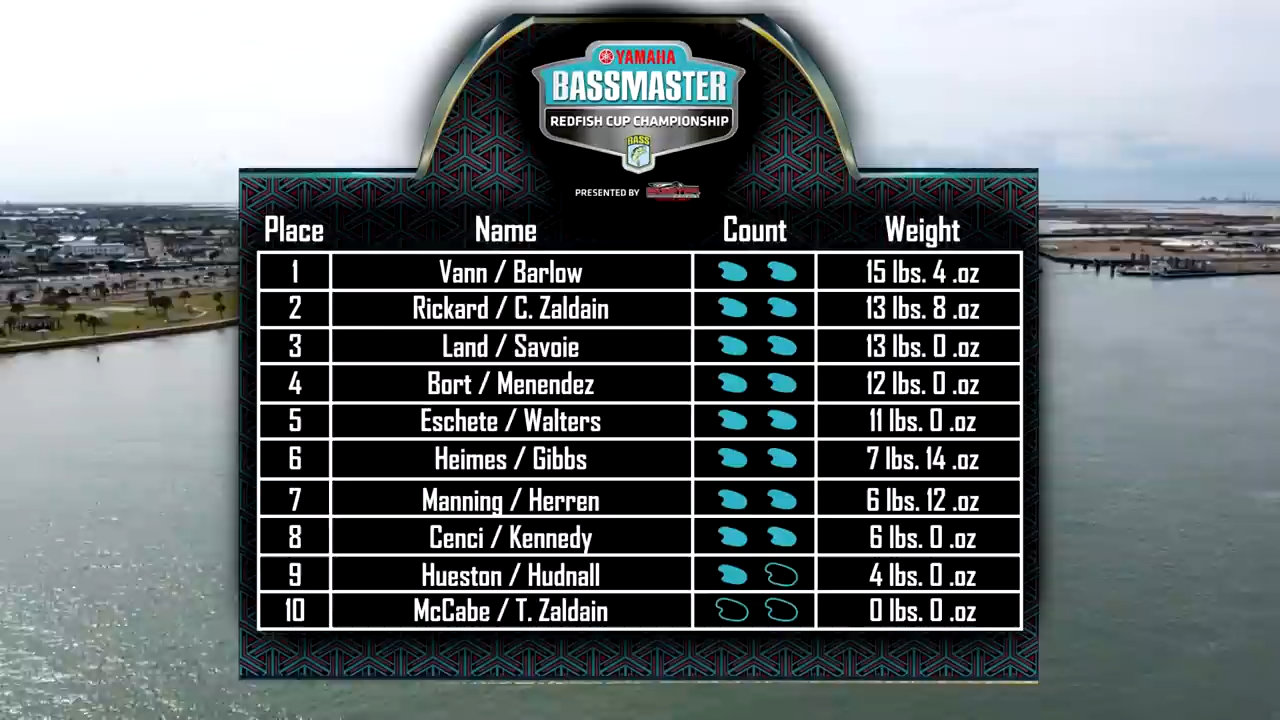 YAMAHA
BASSMASTER
REDFISH CUP CHAMPIONSHIP
BASS
PRESENTED BY
Place Name Count Weight
1 Vann / Barlow 15 lbs. 4 .oz
2 Rickard / C. Zaldain 13 lbs. 8 .oz
3 Land / Savoie 13 lbs. 0 .oz
4 Bort / Menendez 12 lbs. 0 .oz
5 Eschete / Walters 11 lbs. 0 .oz
6 Heimes / Gibbs 7 lbs. 14 .oz
7 Manning / Herren 6 lbs. 12 .oz
8 Cenci / Kennedy 6 lbs. 0 .oz
9 Hueston / Hudnall 4 lbs. 0 .oz
10 McCabe / T. Zaldain 0 lbs. 0 .oz